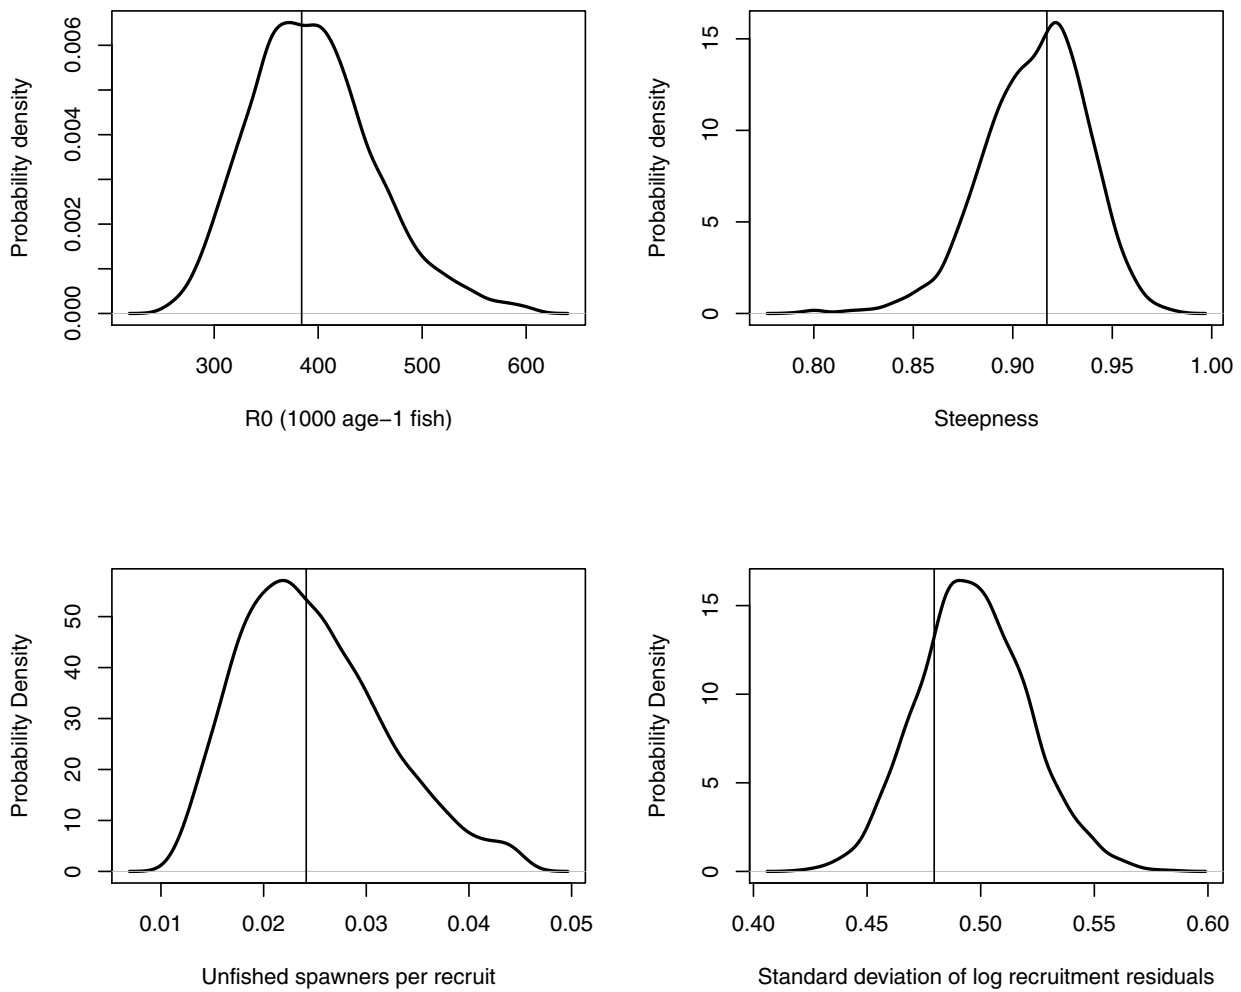 Probability density
0.000 0.002 0.004 0.006
300 400 500 600
R0 (1000 age−1 fish)
Probability density
0 5 10 15
0.80 0.85 0.90 0.95 1.00
Steepness
Probability Density
0 10 20 30 40 50
0.01 0.02 0.03 0.04 0.05
Unfished spawners per recruit
Probability Density
0 5 10 15
0.40 0.45 0.50 0.55 0.60
Standard deviation of log recruitment residuals